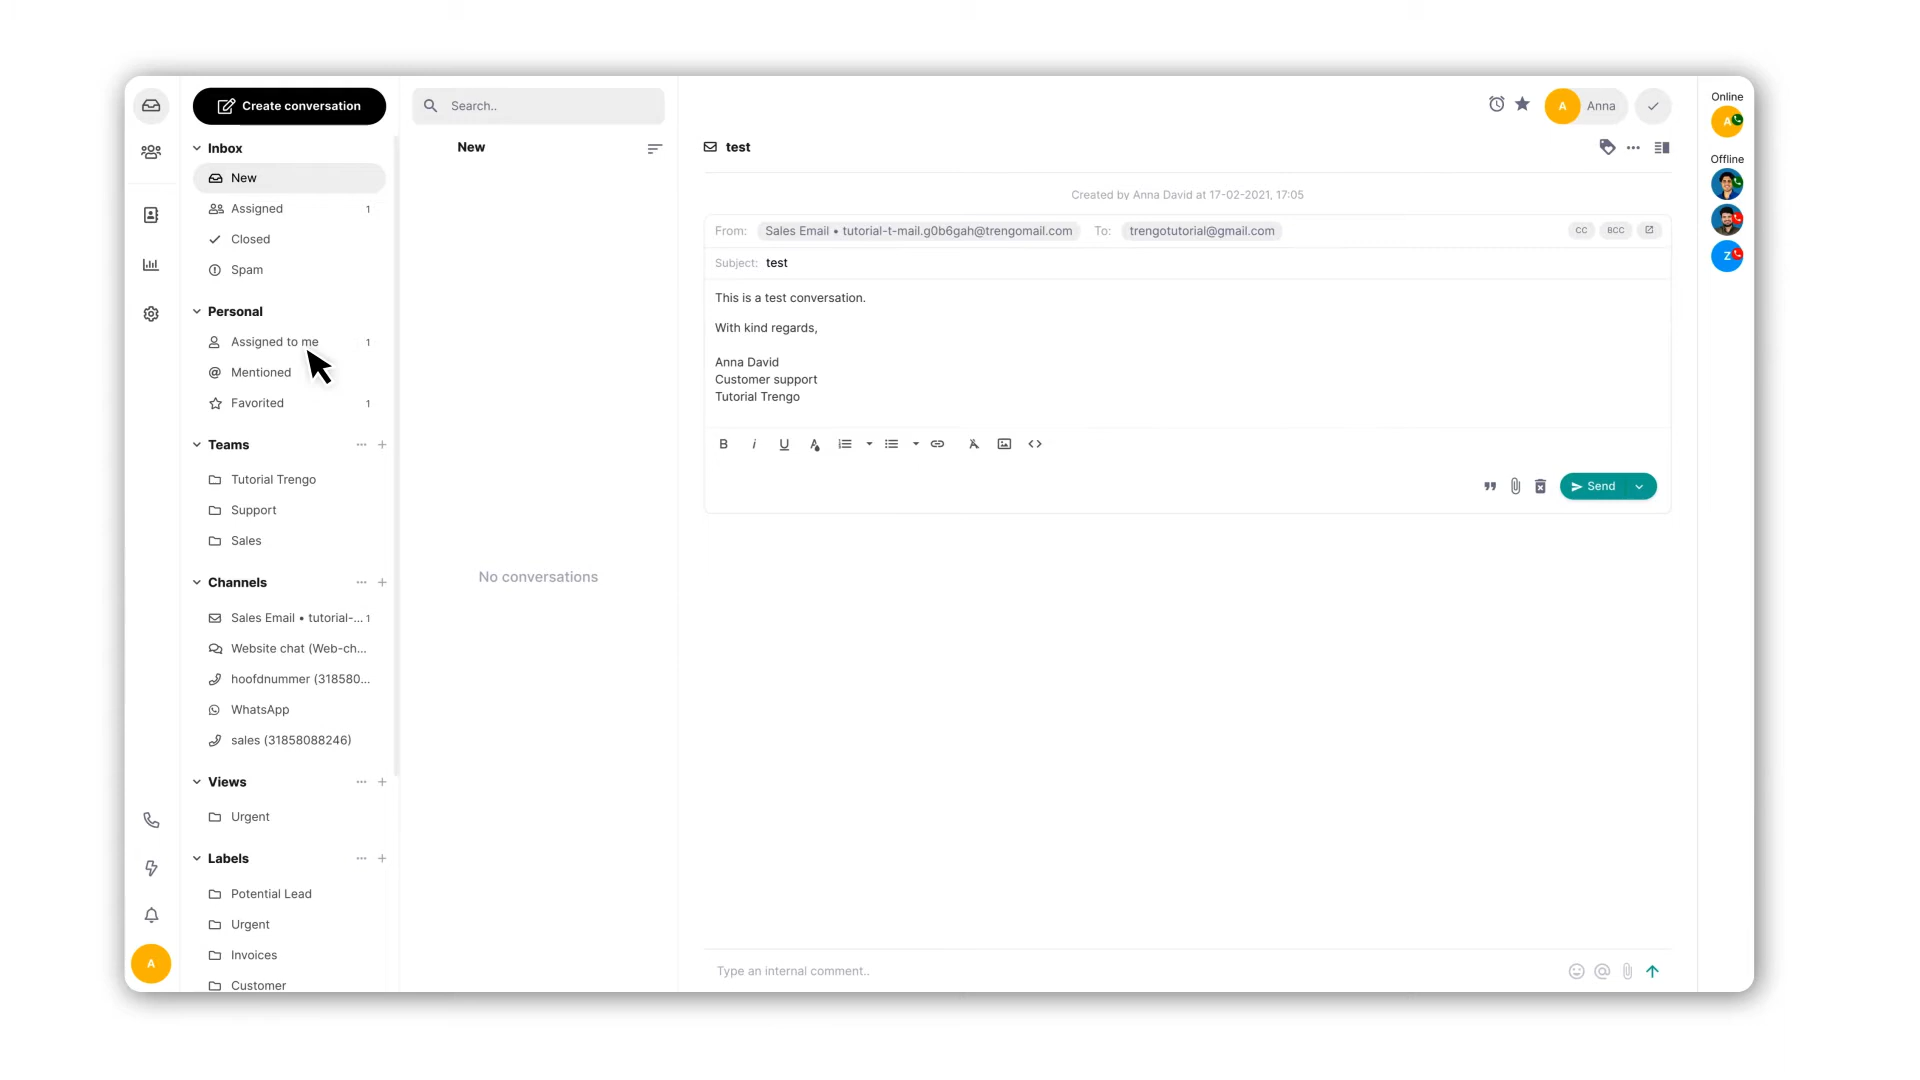 Create conversation
Inbox
New
Assigned 1
Closed
Spam
Personal
Assigned to me 1
Mentioned
Favorited 1
Teams
Tutorial Trengo
Support
Sales
Channels
Sales Email • tutorial-... 1
Website chat (Web-ch...
hoofdnummer (318580...
WhatsApp
sales (31858088246)
Views
Urgent
Labels
Potential Lead
Urgent
Invoices
Customer
A
Search..
New
No conversations
A Anna
test
Created by Anna David at 17-02-2021, 17:05
From: Sales Email • tutorial-t-mail.g0b6gah@trengomail.com To: trengotutorial@gmail.com CC BCC
Subject: test
This is a test conversation.
With kind regards,
Anna David
Customer support
Tutorial Trengo
B i U A
Send
Type an internal comment..
Online
A
Offline
Z